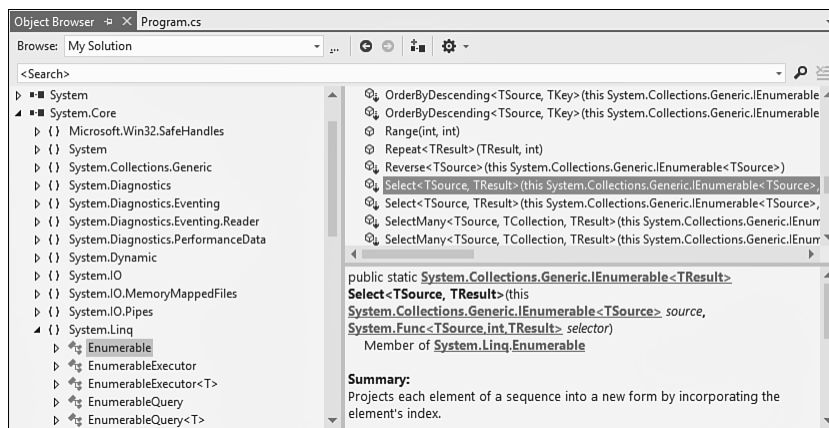 Object Browser
Program.cs
Browse: My Solution
...
<Search>
System
System.Core
{ } Microsoft.Win32.SafeHandles
{ } System
{ } System.Collections.Generic
{ } System.Diagnostics
{ } System.Diagnostics.Eventing
{ } System.Diagnostics.Eventing.Reader
{ } System.Diagnostics.PerformanceData
{ } System.Dynamic
{ } System.IO
{ } System.IO.MemoryMappedFiles
{ } System.IO.Pipes
{ } System.Linq
Enumerable
EnumerableExecutor
EnumerableExecutor<T>
EnumerableQuery
EnumerableQuery<T>
OrderByDescending<TSource, TKey>(this System.Collections.Generic.IEnumerable
OrderByDescending<TSource, TKey>(this System.Collections.Generic.IEnumerable
Range(int, int)
Repeat<TResult>(TResult, int)
Reverse<TSource>(this System.Collections.Generic.IEnumerable<TSource>)
Select<TSource, TResult>(this System.Collections.Generic.IEnumerable<TSource>,
Select<TSource, TResult>(this System.Collections.Generic.IEnumerable<TSource>,
SelectMany<TSource, TCollection, TResult>(this System.Collections.Generic.IEnum
SelectMany<TSource, TCollection, TResult>(this System.Collections.Generic.IEnum
public static System.Collections.Generic.IEnumerable<TResult>
Select<TSource, TResult>(this
System.Collections.Generic.IEnumerable<TSource> source,
System.Func<TSource,int,TResult> selector)
Member of System.Linq.Enumerable
Summary:
Projects each element of a sequence into a new form by incorporating the
element's index.